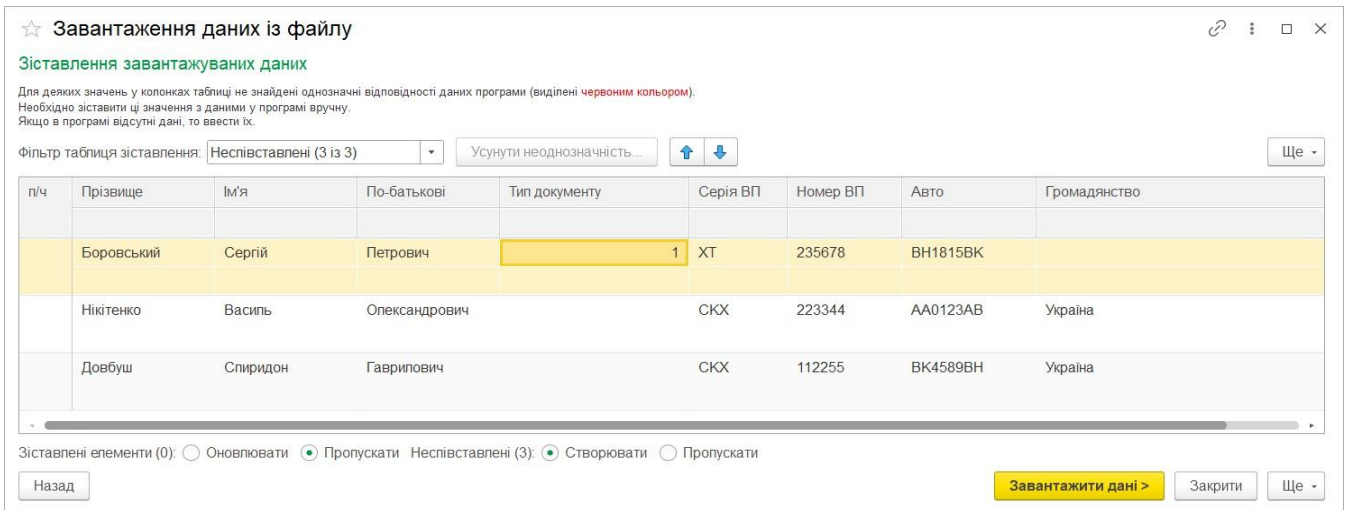 Завантаження даних із файлу
Зіставлення завантажуваних даних
Для деяких значень у колонках таблиці не знайдені однозначні відповідності даних програми (виділені червоним кольором).
Необхідно зіставити ці значення з даними у програмі вручну.
Якщо в програмі відсутні дані, то ввести їх.
Фільтр таблиця зіставлення: Неспівставлені (3 із 3) Усунути неоднозначність... Ще
п/ч Прізвище Ім'я По-батькові Тип документу Серія ВП Номер ВП Авто Громадянство
Боровський Сергій Петрович 1 ХТ 235678 ВН1815ВК
Нікітенко Василь Олександрович СКХ 223344 АА0123АВ Україна
Довбуш Спиридон Гаврилович СКХ 112255 ВК4589ВН Україна
Зіставлені елементи (0): Оновлювати Пропускати Неспівставлені (3): Створювати Пропускати
Назад Завантажити дані > Закрити Ще